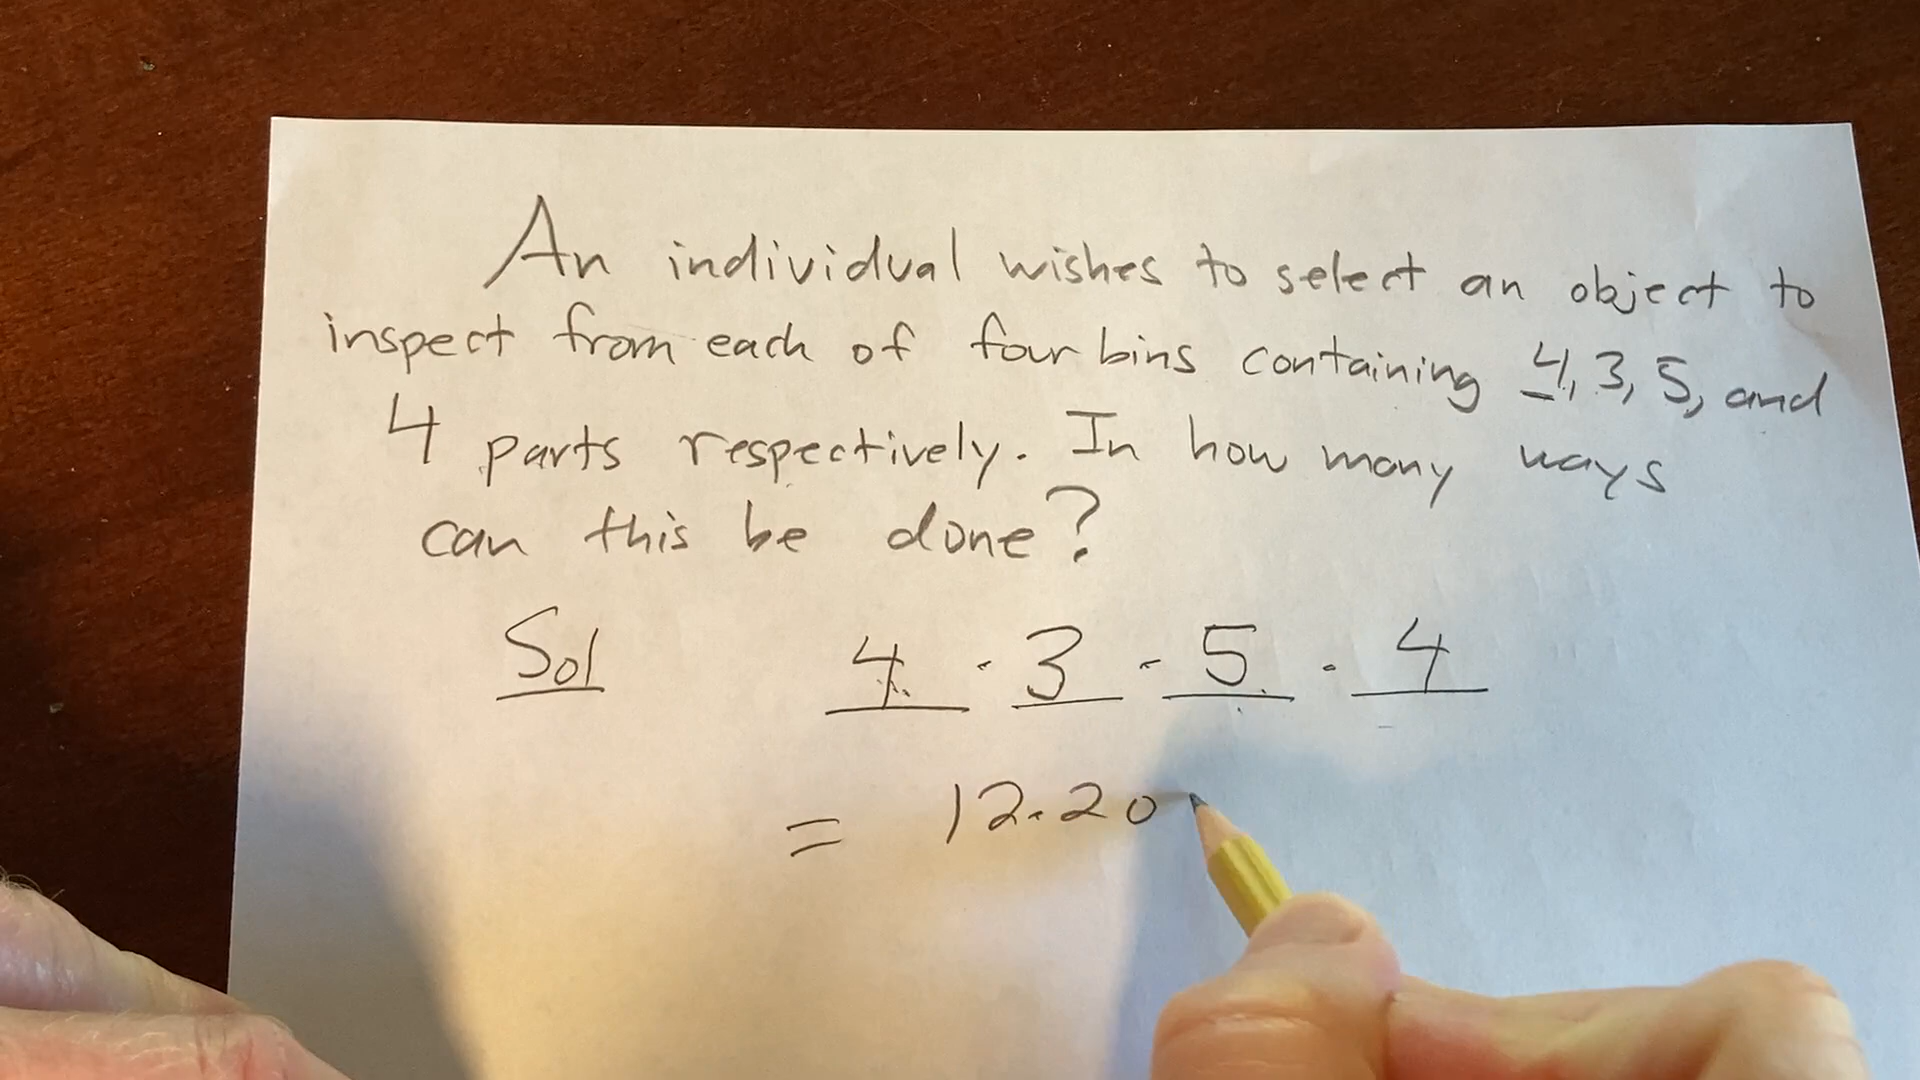 An individual wishes to select an object to
inspect from each of four bins containing 4, 3, 5, and
4 parts respectively. In how many ways
can this be done?
Sol 4 · 3 · 5 · 4
= 12·20